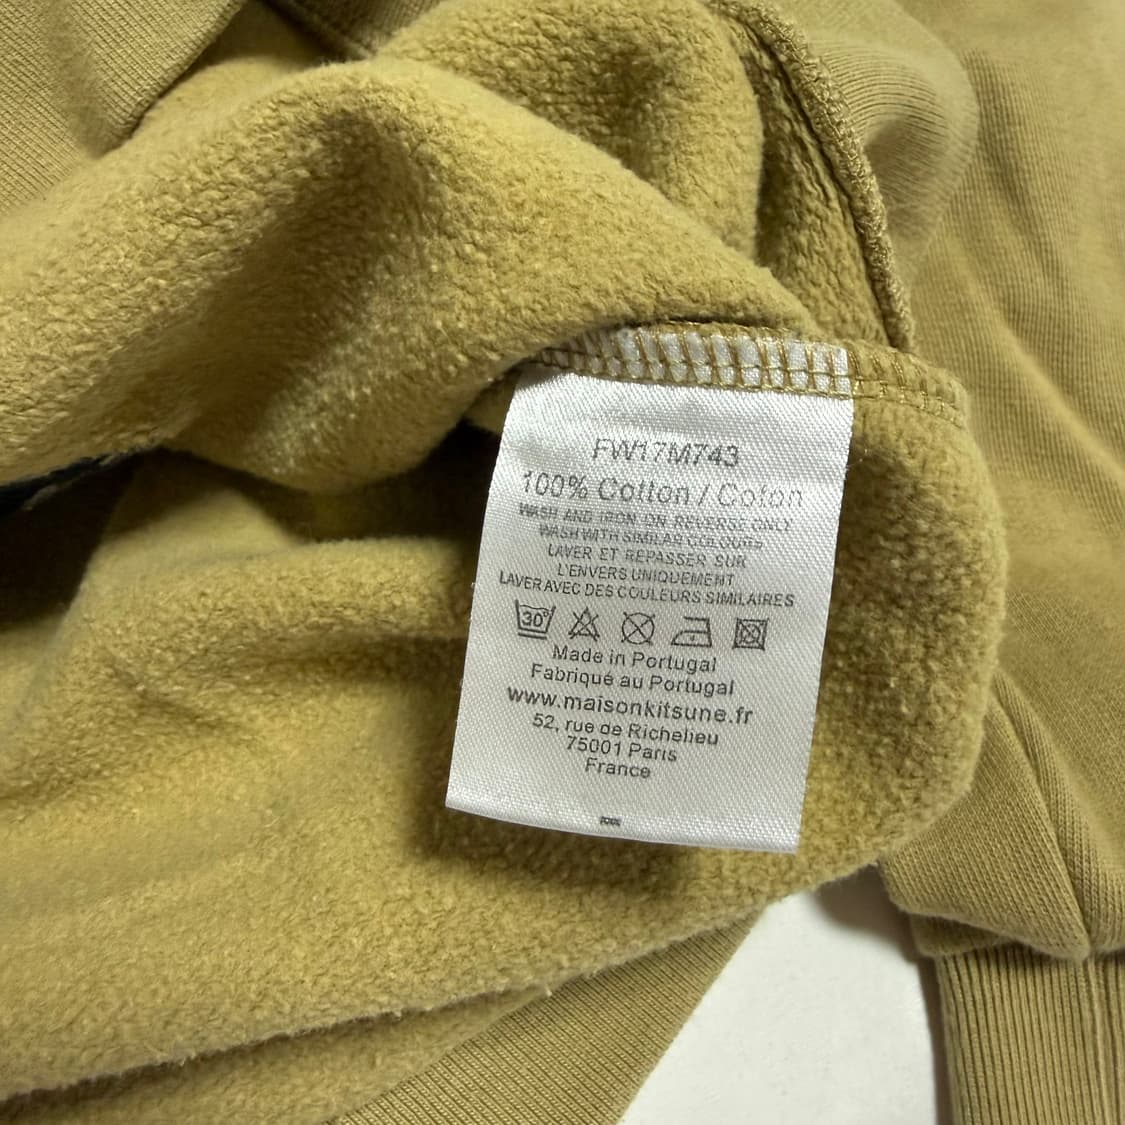 FW17M743
100% Cotton / Coton
WASH AND IRON ON REVERSE ONLY
WASH WITH SIMILAR COLOURS
LAVER ET REPASSER SUR
L'ENVERS UNIQUEMENT
LAVER AVEC DES COULEURS SIMILAIRES
30°
Made in Portugal
Fabriqué au Portugal
www.maisonkitsune.fr
52, rue de Richelieu
75001 Paris
France